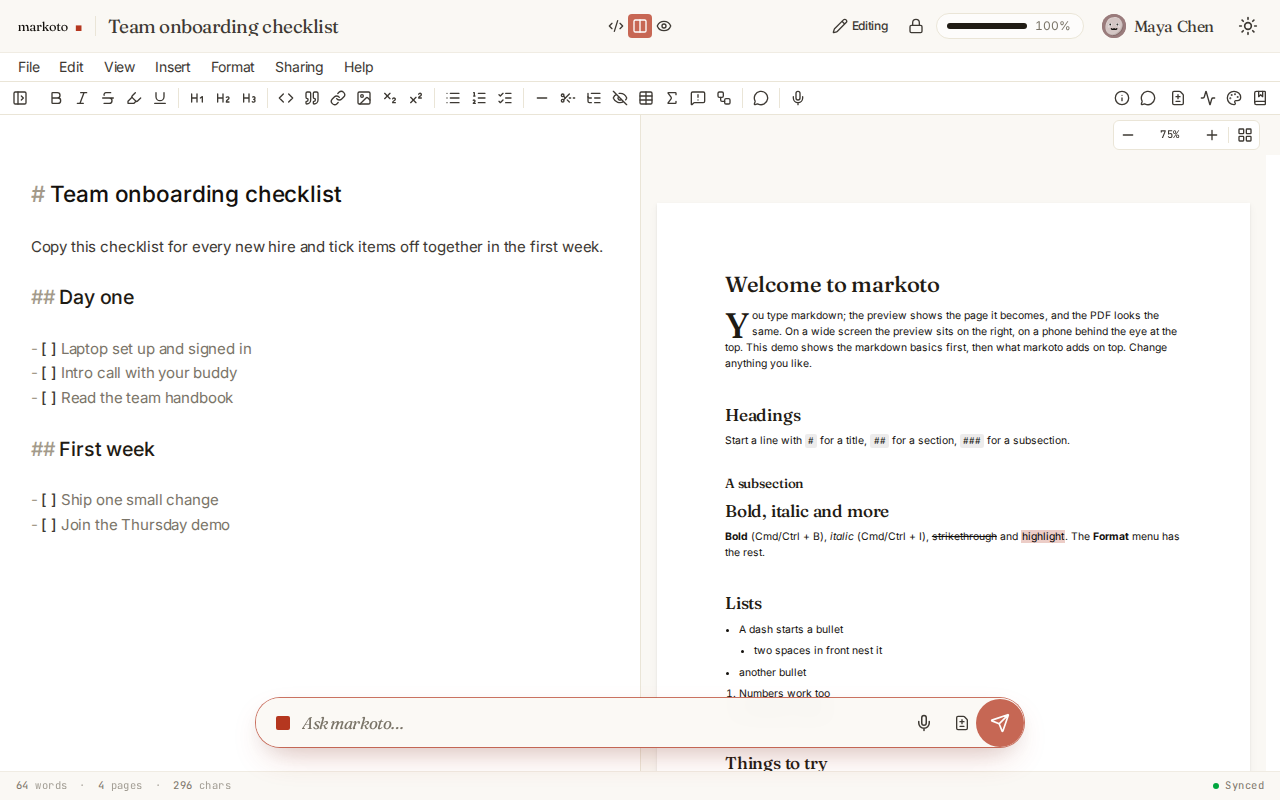 markoto
Team onboarding checklist
Editing
100%
Maya Chen
File Edit View Insert Format Sharing Help
H1 H2 H3
75%
# Team onboarding checklist
Copy this checklist for every new hire and tick items off together in the first week.
## Day one
- [ ] Laptop set up and signed in
- [ ] Intro call with your buddy
- [ ] Read the team handbook
## First week
- [ ] Ship one small change
- [ ] Join the Thursday demo
Welcome to markoto
You type markdown; the preview shows the page it becomes, and the PDF looks the
same. On a wide screen the preview sits on the right, on a phone behind the eye at the
top. This demo shows the markdown basics first, then what markoto adds on top. Change
anything you like.
Headings
Start a line with # for a title, ## for a section, ### for a subsection.
A subsection
Bold, italic and more
Bold (Cmd/Ctrl + B), italic (Cmd/Ctrl + I), strikethrough and highlight. The Format menu has
the rest.
Lists
• A dash starts a bullet
• two spaces in front nest it
• another bullet
1. Numbers work too
Things to try
Ask markoto...
64 words · 4 pages · 296 chars
Synced